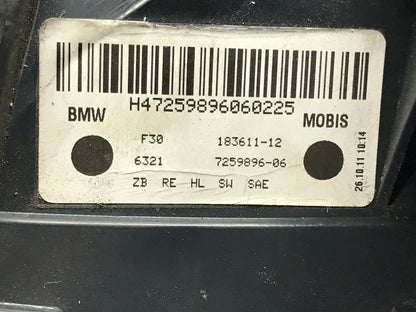 H47259896060225
BMW MOBIS
F30 183611-12
6321 7259896-06
ZB RE HL SW SAE
26.10.11 10:14